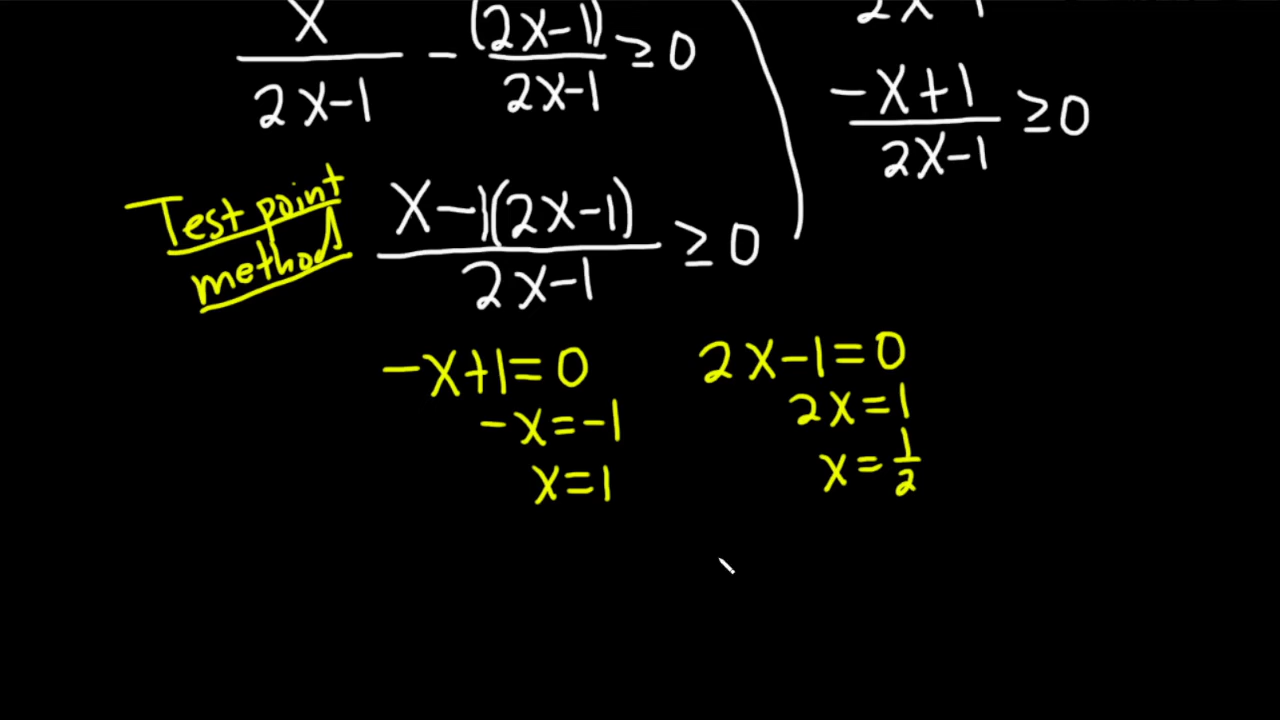 x/(2x-1) - (2x-1)/(2x-1) ≥ 0
Test point
method
(x-1(2x-1))/(2x-1) ≥ 0
-x+1=0
-x=-1
x=1
2x-1=0
2x=1
x=1/2
(-x+1)/(2x-1) ≥ 0